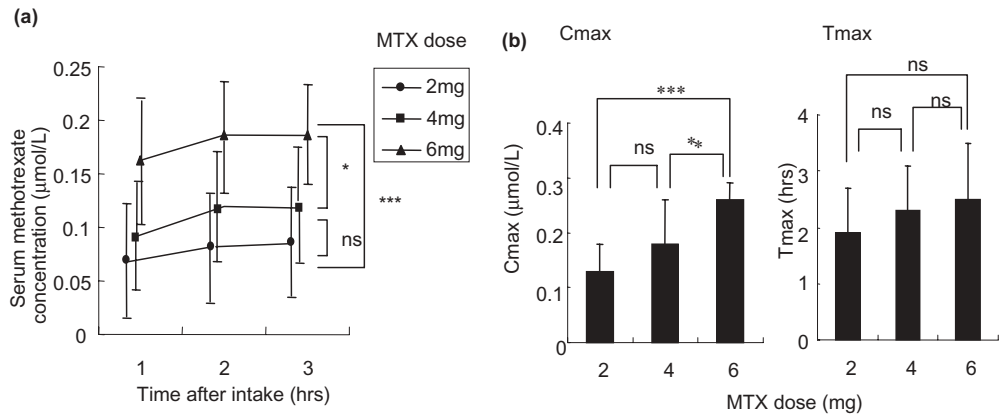 (a)
MTX dose
2mg
4mg
6mg
0.25
0.2
0.15
0.1
0.05
0
Serum methotrexate
concentration (μmol/L)
*
***
ns
1 2 3
Time after intake (hrs)
(b)
Cmax
***
ns
**
0.4
0.3
0.2
0.1
0
Cmax (μmol/L)
2 4 6
Tmax
ns
ns
ns
4
3
2
1
0
Tmax (hrs)
2 4 6
MTX dose (mg)